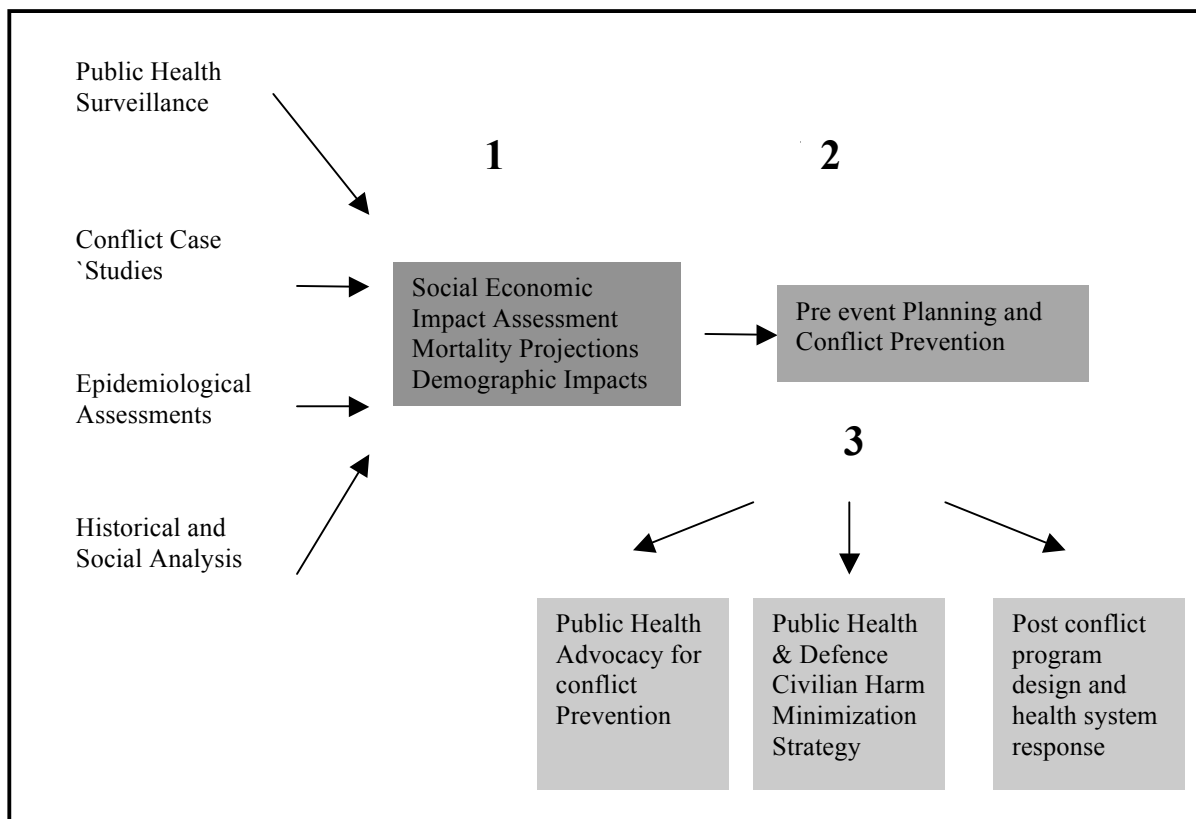 Public Health
Surveillance
1
2
Conflict Case
`Studies
Social Economic
Impact Assessment
Mortality Projections
Demographic Impacts
Pre event Planning and
Conflict Prevention
Epidemiological
Assessments
3
Historical and
Social Analysis
Public Health
Advocacy for
conflict
Prevention
Public Health
& Defence
Civilian Harm
Minimization
Strategy
Post conflict
program
design and
health system
response